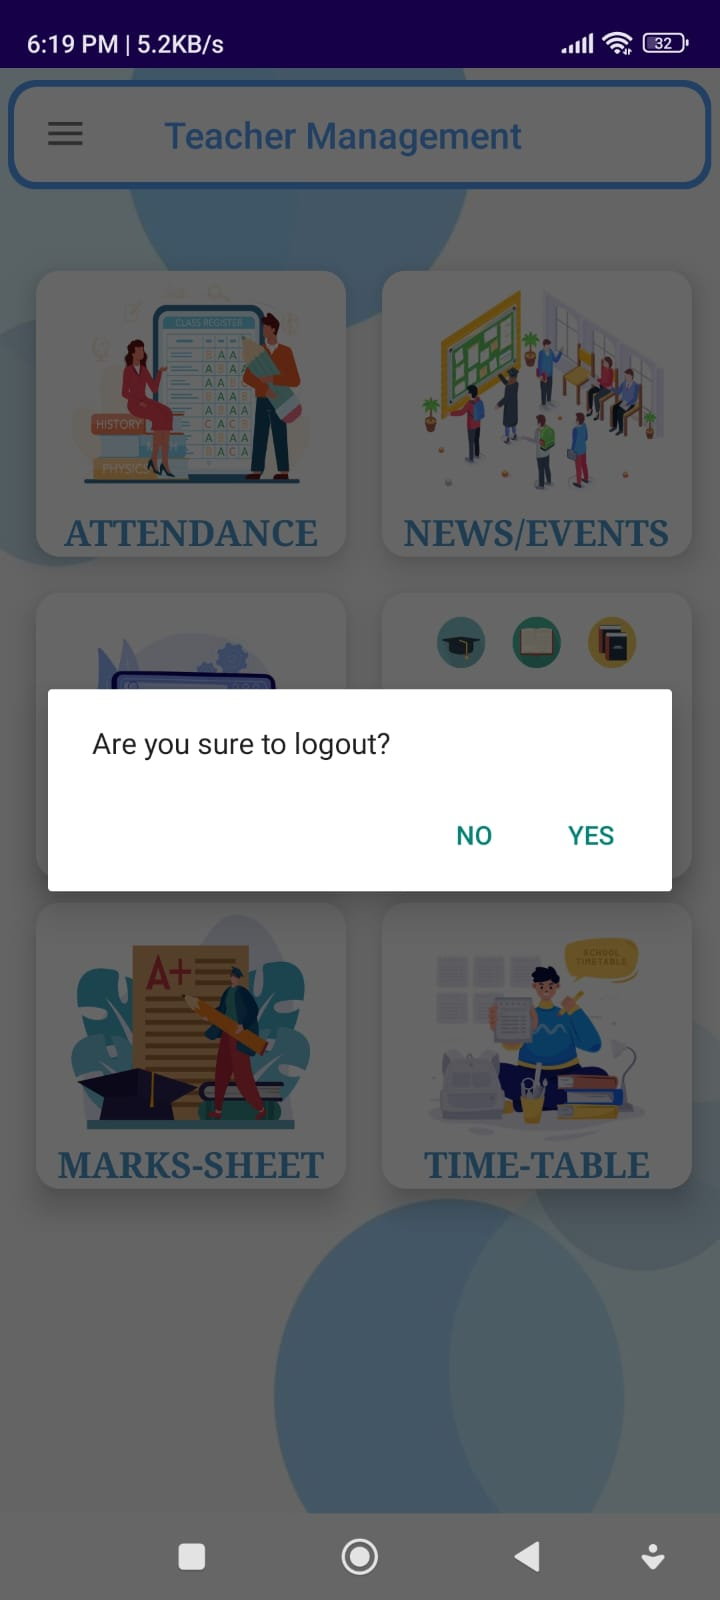 6:19 PM | 5.2KB/s
32
Teacher Management
CLASS REGISTER
HISTORY
PHYSICS
ATTENDANCE
NEWS/EVENTS
Are you sure to logout?
NO YES
A+
SCHOOL
TIMETABLE
MARKS-SHEET
TIME-TABLE